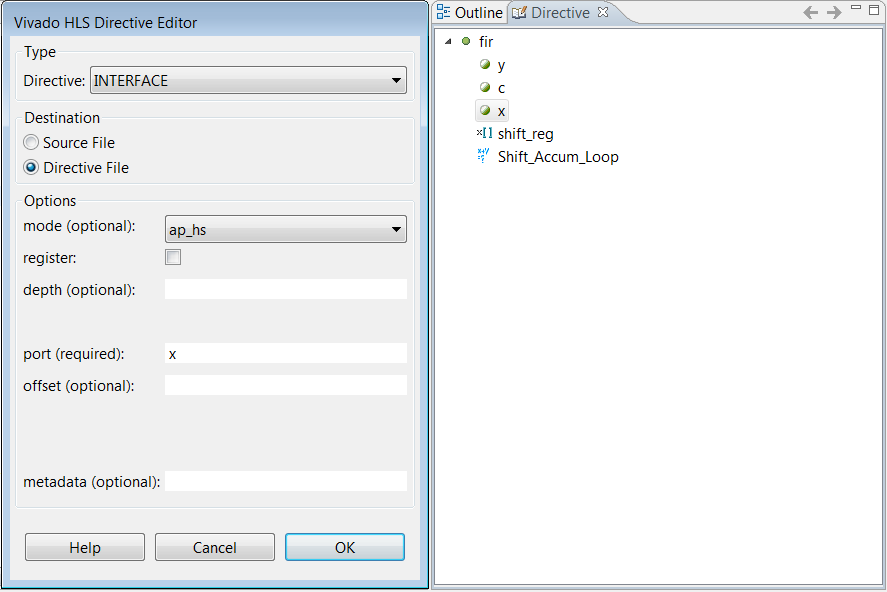 Vivado HLS Directive Editor
Type
Directive: INTERFACE
Destination
Source File
Directive File
Options
mode (optional): ap_hs
register:
depth (optional):
port (required): x
offset (optional):
metadata (optional):
Help Cancel OK
Outline Directive
fir
y
c
x
×[] shift_reg
Shift_Accum_Loop